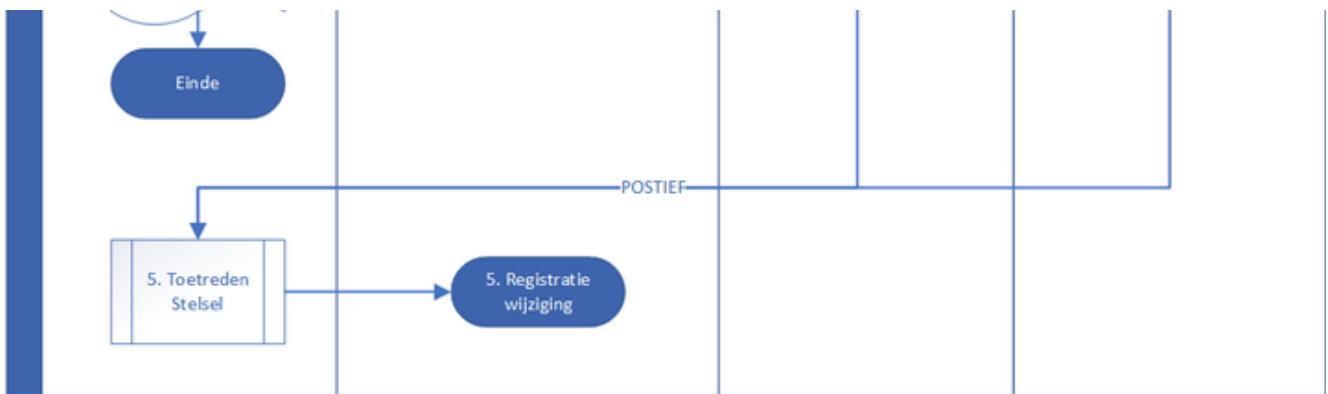 Einde
POSTIEF
5. Toetreden
Stelsel
5. Registratie
wijziging